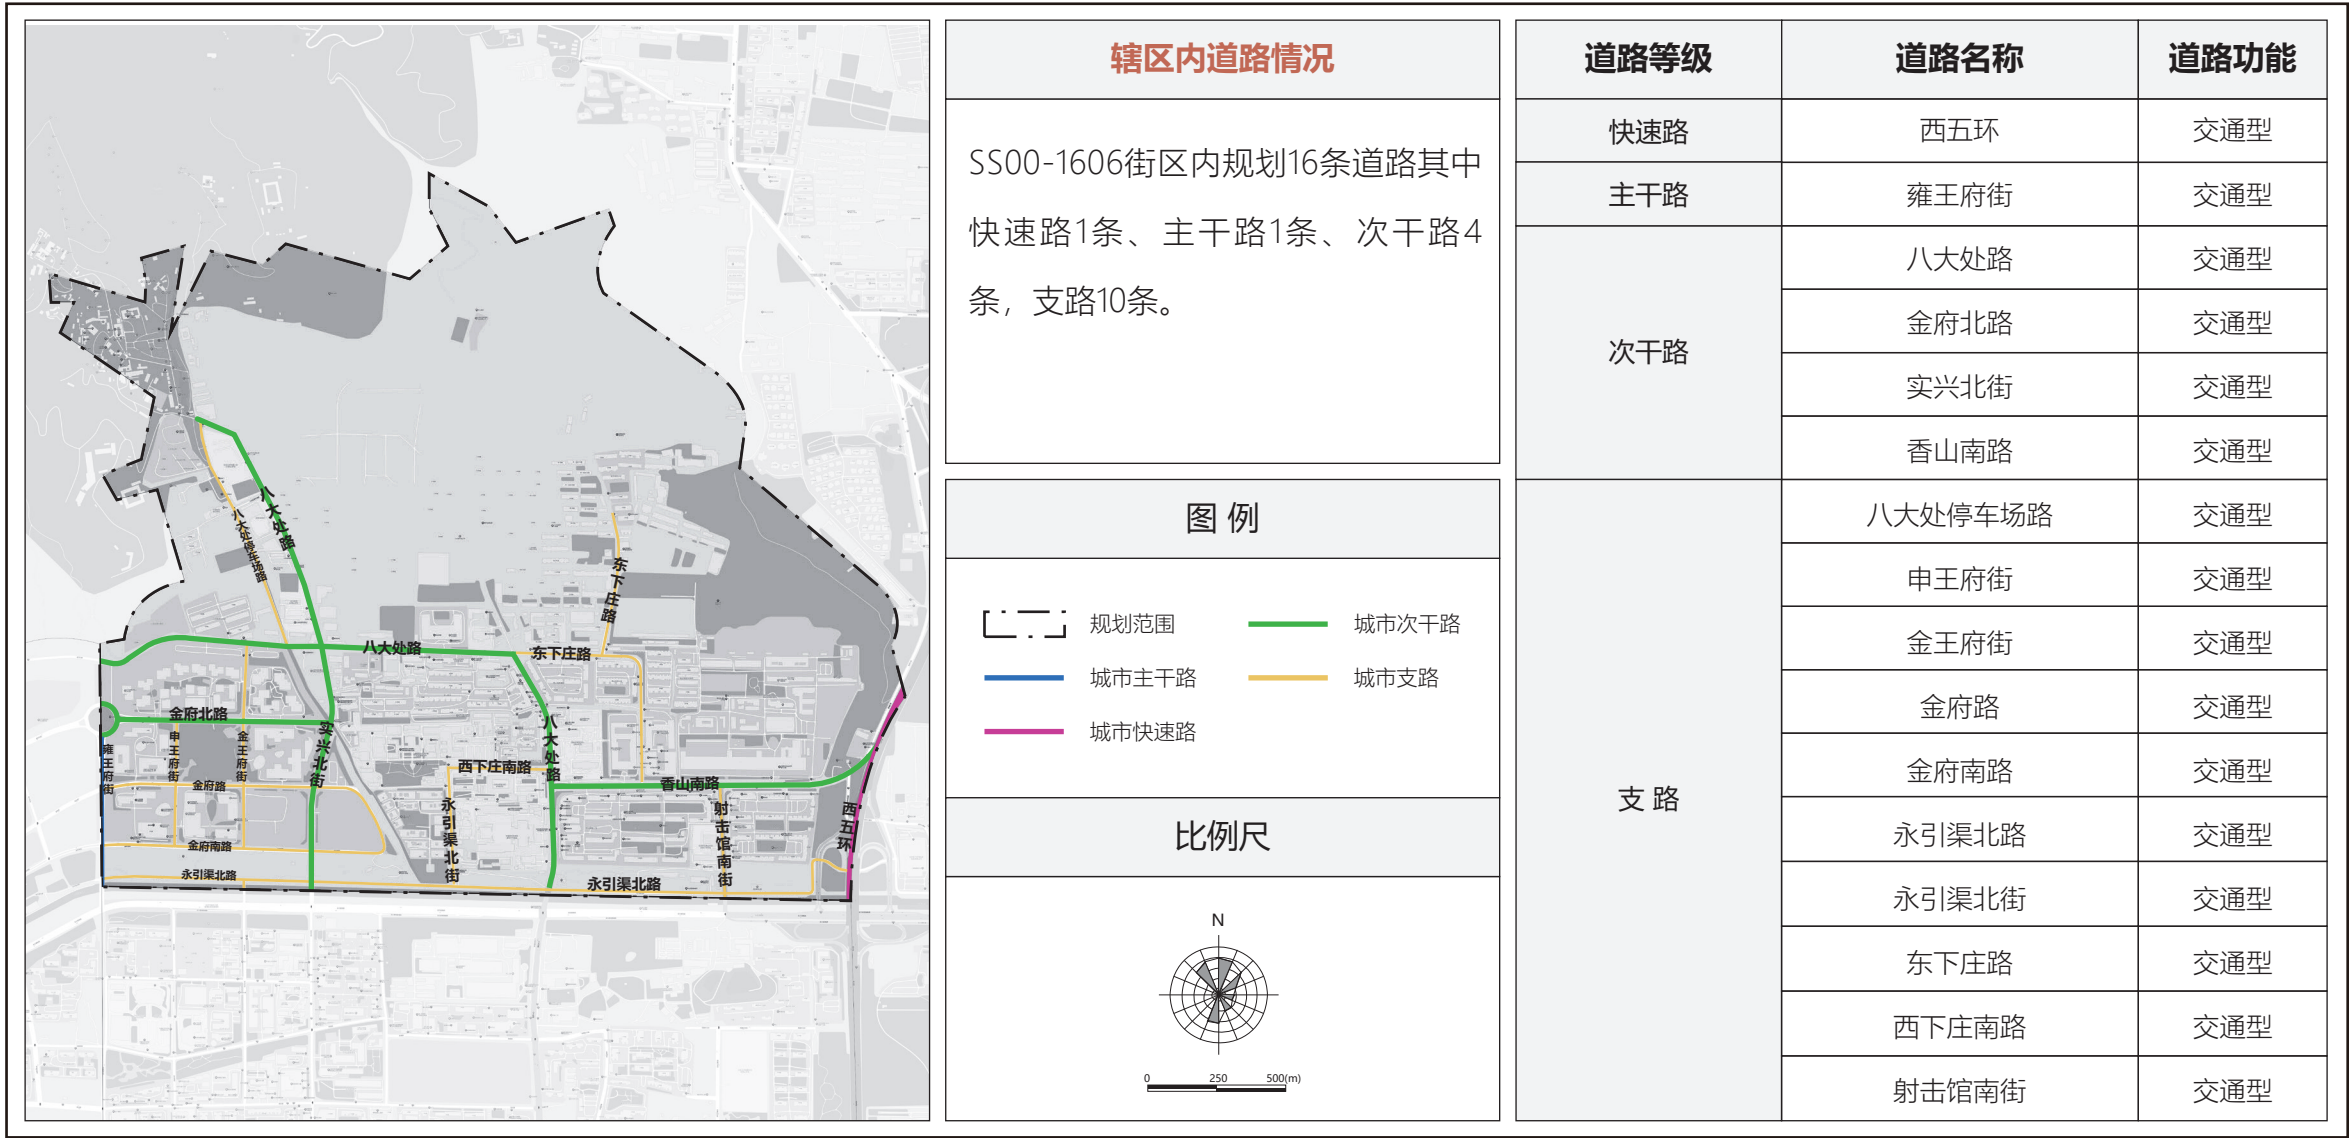 辖区内道路情况
SS00-1606街区内规划16条道路其中
快速路1条、主干路1条、次干路4
条，支路10条。
图 例
规划范围
城市次干路
城市主干路
城市支路
城市快速路
比例尺
N
0 250 500(m)
道路等级 道路名称 道路功能
快速路 西五环 交通型
主干路 雍王府街 交通型
次干路
八大处路 交通型
金府北路 交通型
实兴北街 交通型
香山南路 交通型
支 路
八大处停车场路 交通型
申王府街 交通型
金王府街 交通型
金府路 交通型
金府南路 交通型
永引渠北路 交通型
永引渠北街 交通型
东下庄路 交通型
西下庄南路 交通型
射击馆南街 交通型
八大处路
八大处停车场路
东下庄路
八大处路
东下庄路
金府北路
实兴北街
八大处路
雍王府街
申王府街
金王府街
西下庄南路
香山南路
金府路
永引渠北街
射击馆南街
西五环
金府南路
永引渠北路
永引渠北路